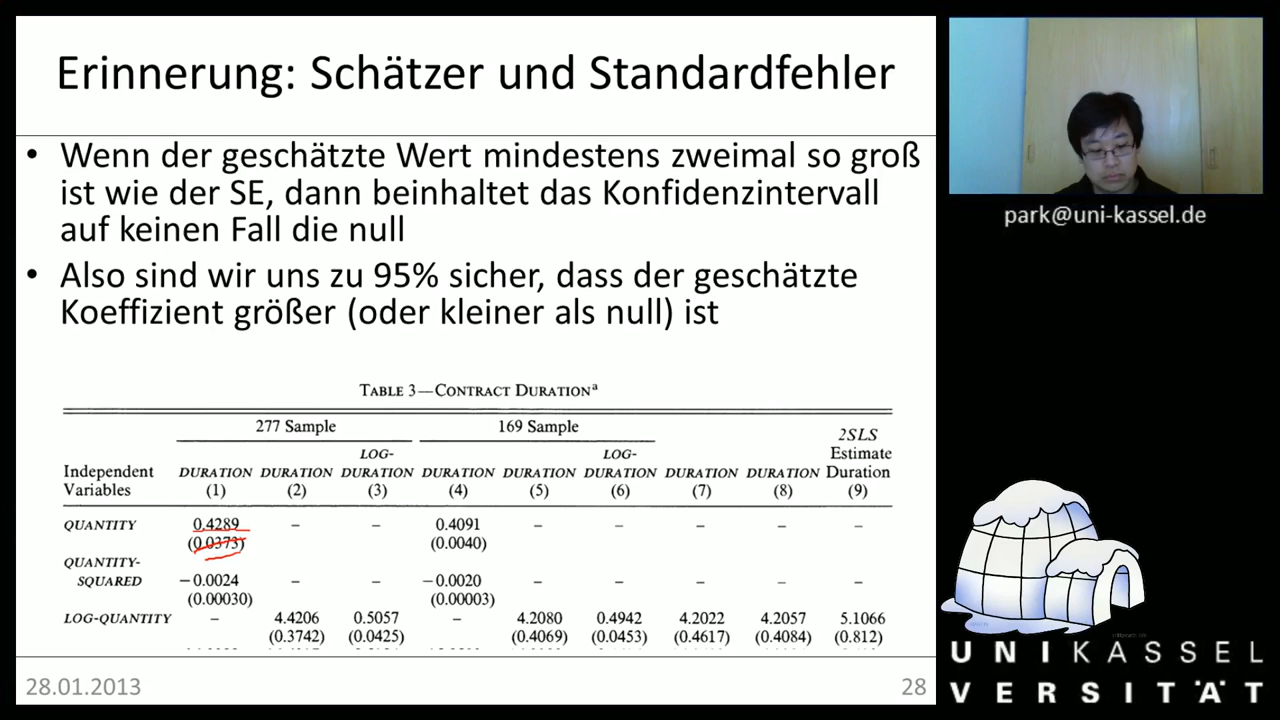 Erinnerung: Schätzer und Standardfehler
• Wenn der geschätzte Wert mindestens zweimal so groß
ist wie der SE, dann beinhaltet das Konfidenzintervall
auf keinen Fall die null
• Also sind wir uns zu 95% sicher, dass der geschätzte
Koeffizient größer (oder kleiner als null) ist
TABLE 3—CONTRACT DURATIONᵃ
277 Sample 169 Sample
2SLS
LOG- LOG- Estimate
Independent DURATION DURATION DURATION DURATION DURATION DURATION DURATION DURATION Duration
Variables (1) (2) (3) (4) (5) (6) (7) (8) (9)
QUANTITY 0.4289 – – 0.4091 – – – – –
(0.0373) (0.0040)
QUANTITY-
SQUARED −0.0024 – – −0.0020 – – – – –
(0.00030) (0.00003)
LOG-QUANTITY – 4.4206 0.5057 – 4.2080 0.4942 4.2022 4.2057 5.1066
(0.3742) (0.0425) (0.4069) (0.0453) (0.4617) (0.4084) (0.812)
28.01.2013 28
park@uni-kassel.de
UNIKASSEL
VERSITÄT